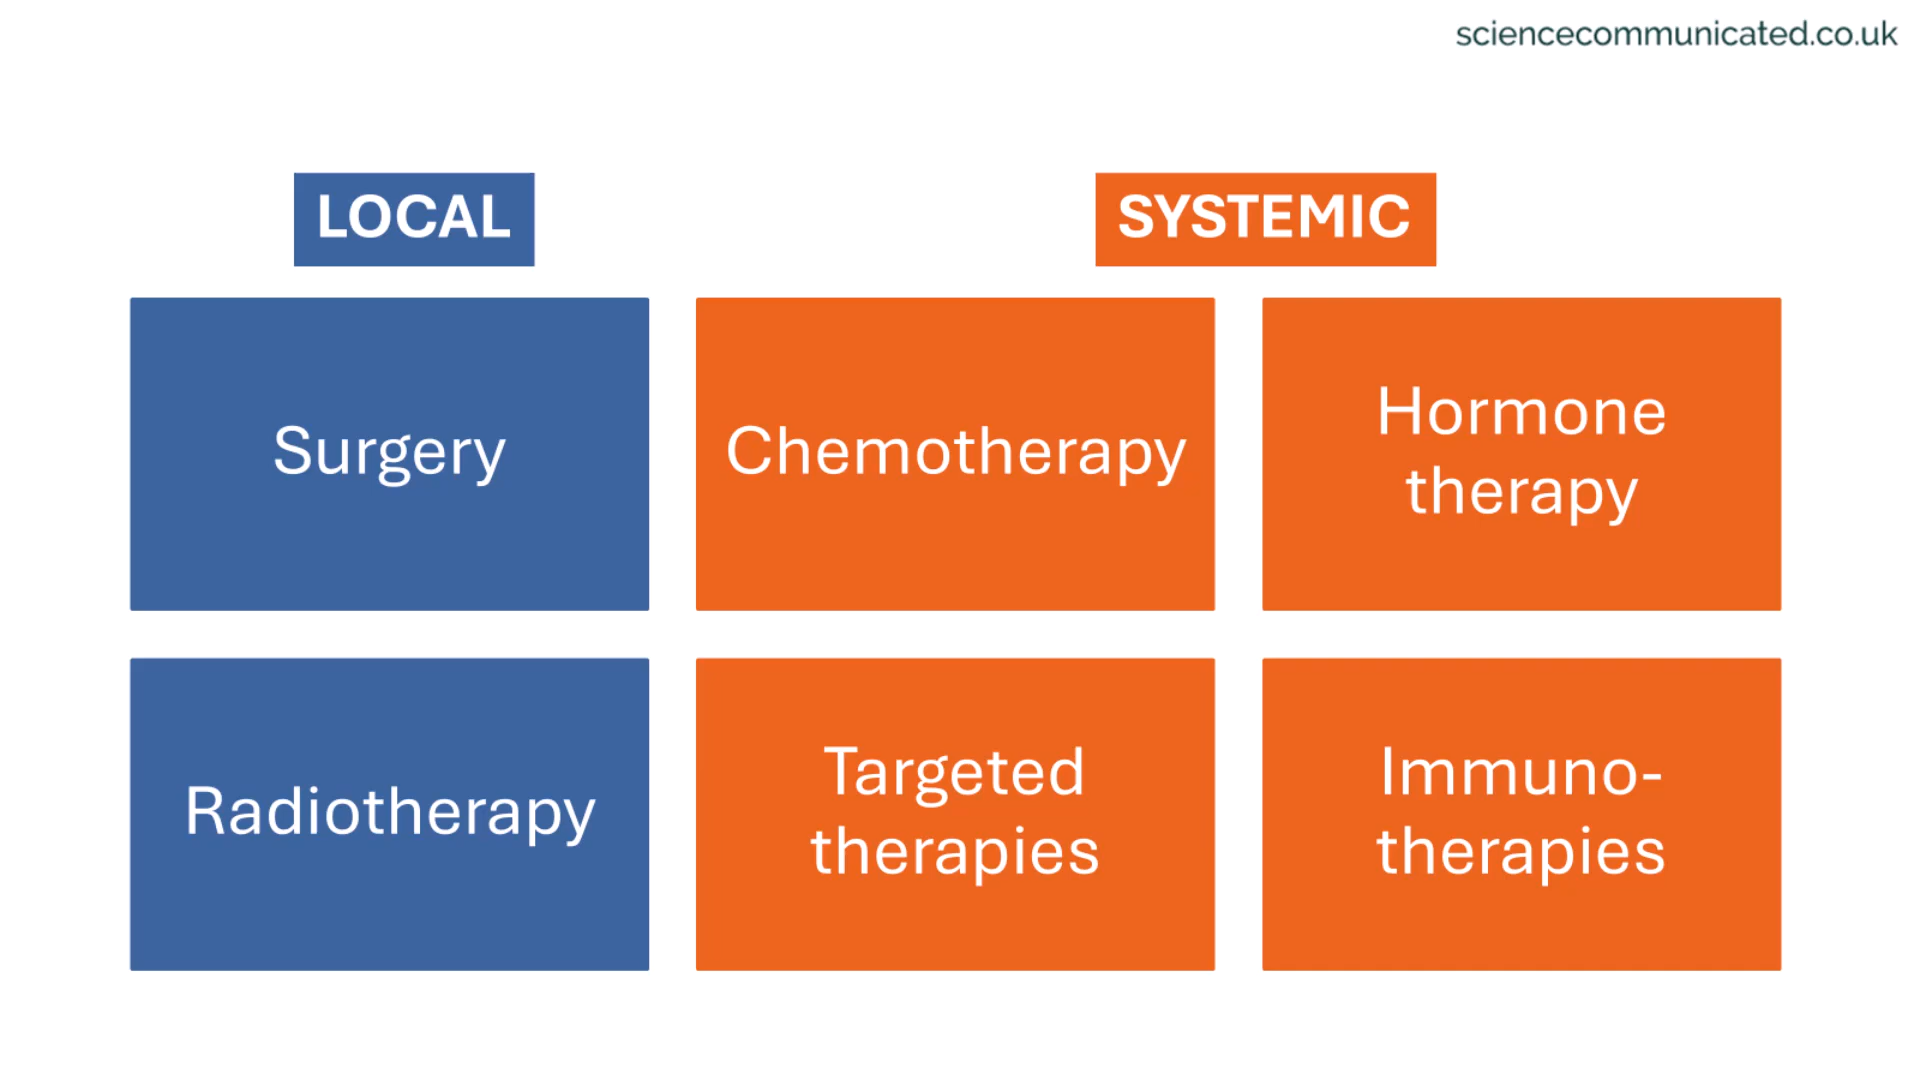 sciencecommunicated.co.uk
LOCAL
SYSTEMIC
Surgery
Chemotherapy
Hormone
therapy
Radiotherapy
Targeted
therapies
Immuno-
therapies